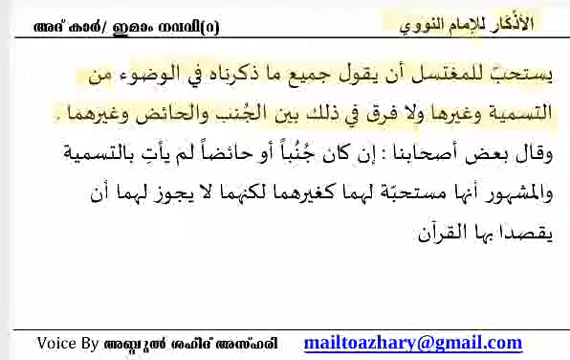 അദ് കാർ/ ഇമാം നവവി(റ) الأذْكَار للإمام النووي
يستحبّ للمغتسل أن يقول جميع ما ذكرناه في الوضوء من
التسمية وغيرها ولا فرق في ذلك بين الجُنب والحائض وغيرهما .
وقال بعض أصحابنا : إن كان جُنُباً أو حائضاً لم يأتِ بالتسمية
والمشهور أنها مستحبّة لهما كغيرهما لكنهما لا يجوز لهما أن
يقصدا بها القرآن
Voice By അബ്ദുൽ ശഹീദ് അസ്ഹരി mailtoazhary@gmail.com